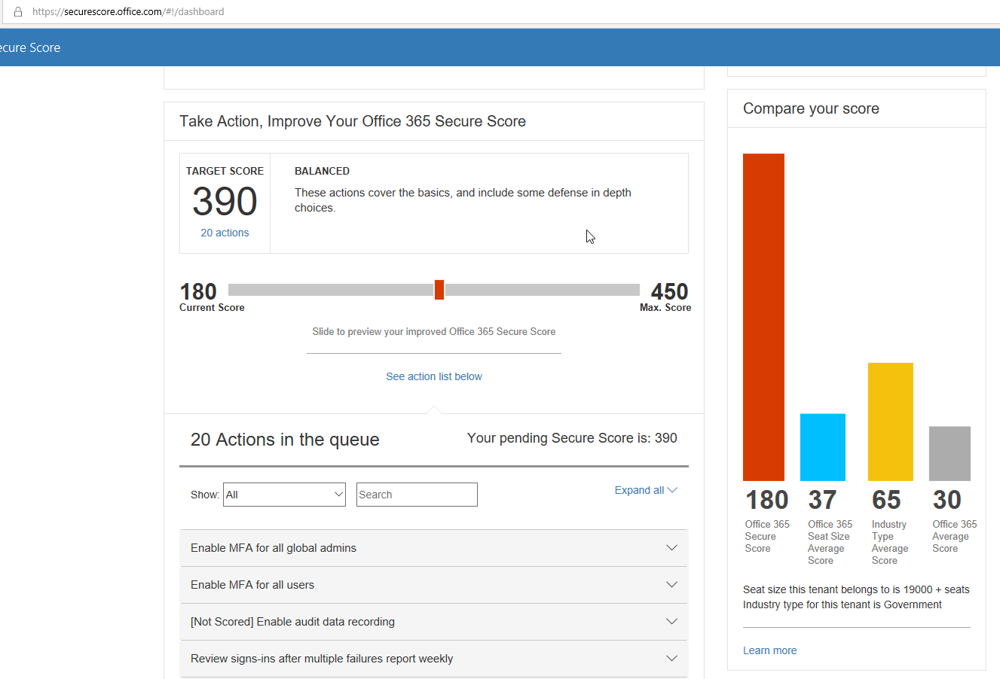 https://securescore.office.com/#!/dashboard
ecure Score
Take Action, Improve Your Office 365 Secure Score
TARGET SCORE
390
20 actions
BALANCED
These actions cover the basics, and include some defense in depth
choices.
180
Current Score
450
Max. Score
Slide to preview your improved Office 365 Secure Score
See action list below
20 Actions in the queue
Your pending Secure Score is: 390
Show: All
Search
Expand all
Enable MFA for all global admins
Enable MFA for all users
[Not Scored] Enable audit data recording
Review signs-ins after multiple failures report weekly
Compare your score
180
Office 365
Secure
Score
37
Office 365
Seat Size
Average
Score
65
Industry
Type
Average
Score
30
Office 365
Average
Score
Seat size this tenant belongs to is 19000 + seats
Industry type for this tenant is Government
Learn more